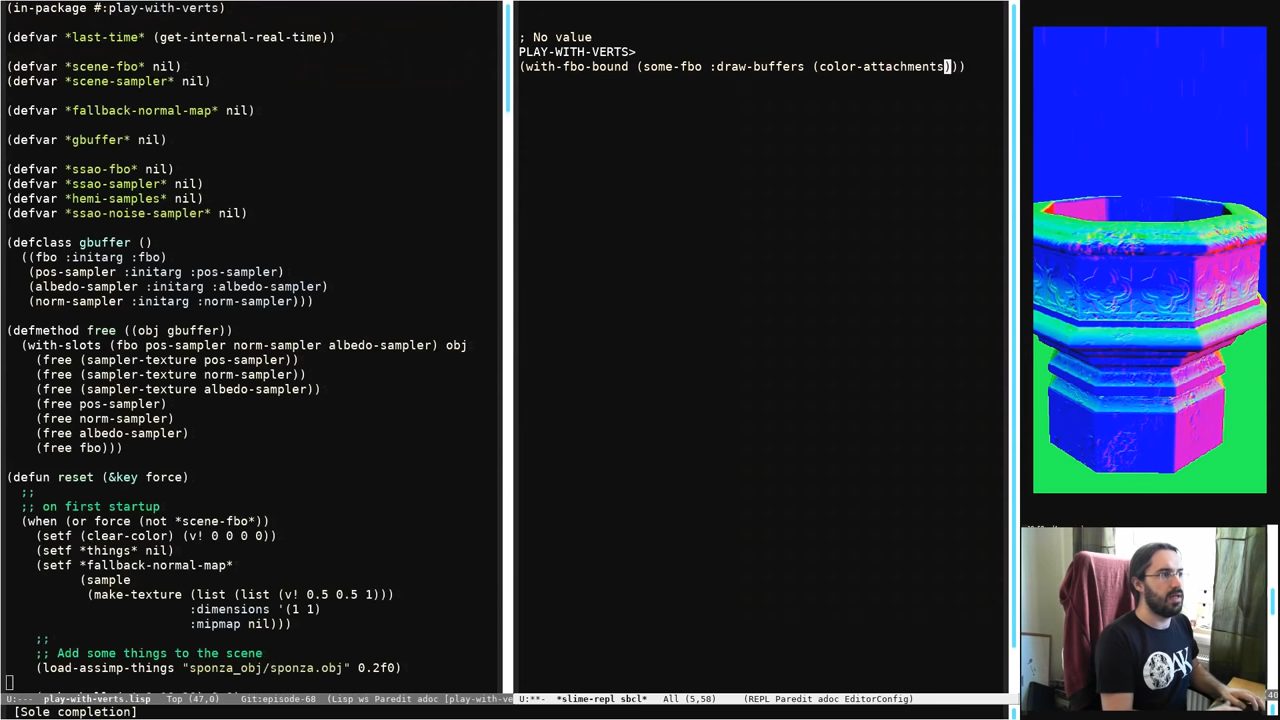 (in-package #:play-with-verts)
(defvar *last-time* (get-internal-real-time))
(defvar *scene-fbo* nil)
(defvar *scene-sampler* nil)
(defvar *fallback-normal-map* nil)
(defvar *gbuffer* nil)
(defvar *ssao-fbo* nil)
(defvar *ssao-sampler* nil)
(defvar *hemi-samples* nil)
(defvar *ssao-noise-sampler* nil)
(defclass gbuffer ()
((fbo :initarg :fbo)
(pos-sampler :initarg :pos-sampler)
(albedo-sampler :initarg :albedo-sampler)
(norm-sampler :initarg :norm-sampler)))
(defmethod free ((obj gbuffer))
(with-slots (fbo pos-sampler norm-sampler albedo-sampler) obj
(free (sampler-texture pos-sampler))
(free (sampler-texture norm-sampler))
(free (sampler-texture albedo-sampler))
(free pos-sampler)
(free norm-sampler)
(free albedo-sampler)
(free fbo)))
(defun reset (&key force)
;;
;; on first startup
(when (or force (not *scene-fbo*))
(setf (clear-color) (v! 0 0 0 0))
(setf *things* nil)
(setf *fallback-normal-map*
(sample
(make-texture (list (list (v! 0.5 0.5 1)))
:dimensions '(1 1)
:mipmap nil)))
;;
;; Add some things to the scene
(load-assimp-things "sponza_obj/sponza.obj" 0.2f0)
U:--- play-with-verts.lisp Top (47,0) Git:episode-68 (Lisp ws Paredit adoc [play-with-ve
[Sole completion]
; No value
PLAY-WITH-VERTS>
(with-fbo-bound (some-fbo :draw-buffers (color-attachments)))
U:**- *slime-repl sbcl* All (5,58) (REPL Paredit adoc EditorConfig)
OAK
40